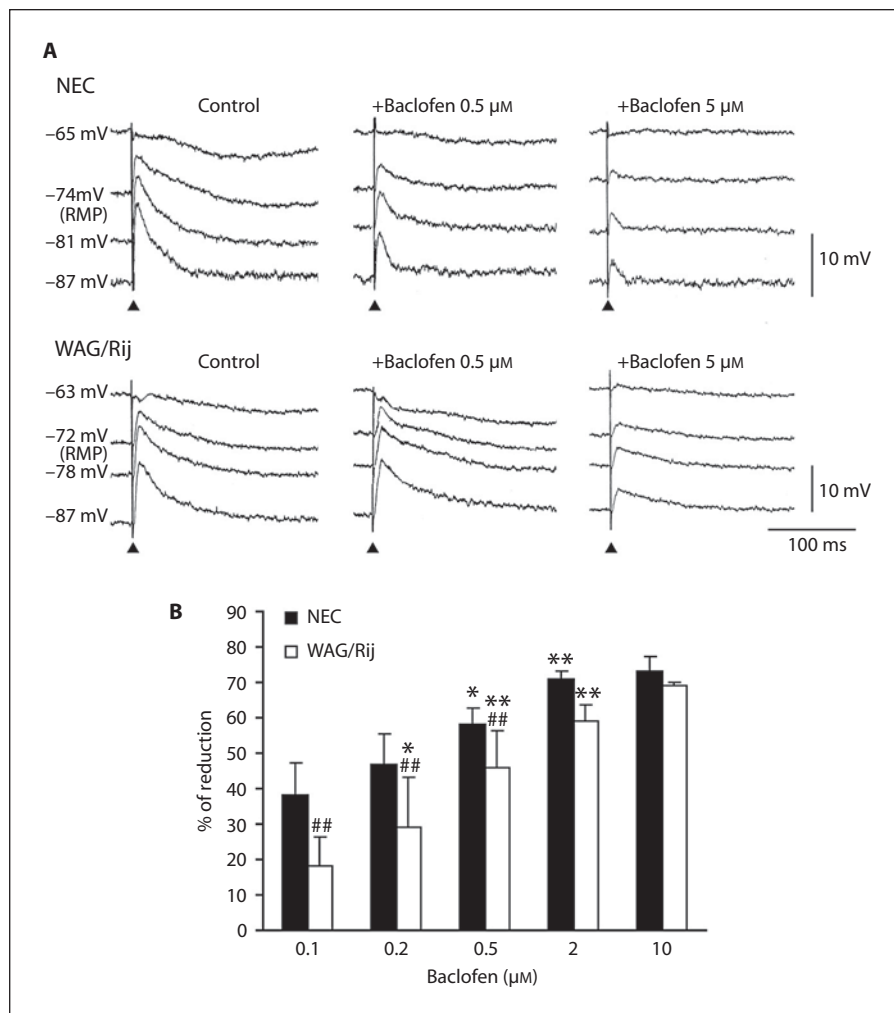 A
NEC
Control
+Baclofen 0.5 µM
+Baclofen 5 µM
–65 mV
–74mV
(RMP)
–81 mV
–87 mV
10 mV
WAG/Rij
Control
+Baclofen 0.5 µM
+Baclofen 5 µM
–63 mV
–72 mV
(RMP)
–78 mV
–87 mV
10 mV
100 ms
B
NEC
WAG/Rij
% of reduction
90
80
70
60
50
40
30
20
10
0
##
*
##
*
**
##
**
**
0.1 0.2 0.5 2 10
Baclofen (µM)